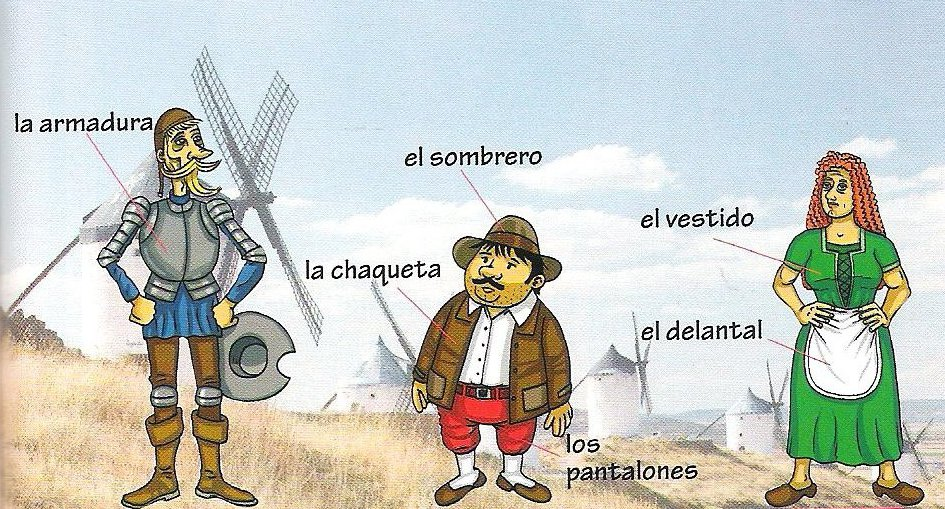 la armadura
el sombrero
la chaqueta
los
pantalones
el vestido
el delantal